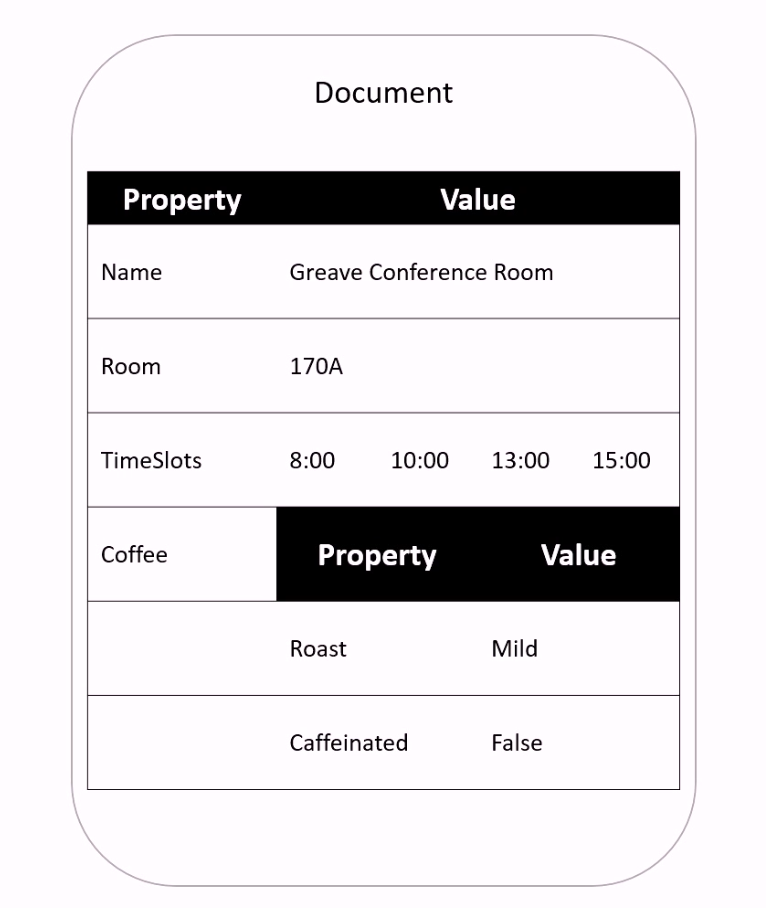 Document
Property Value
Name Greave Conference Room
Room 170A
TimeSlots 8:00 10:00 13:00 15:00
Coffee Property Value
Roast Mild
Caffeinated False